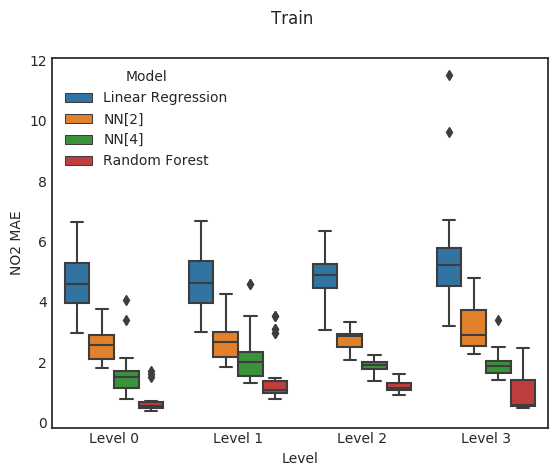 Train
12
10
8
6
4
2
0
NO2 MAE
Model
Linear Regression
NN[2]
NN[4]
Random Forest
Level 0 Level 1 Level 2 Level 3
Level